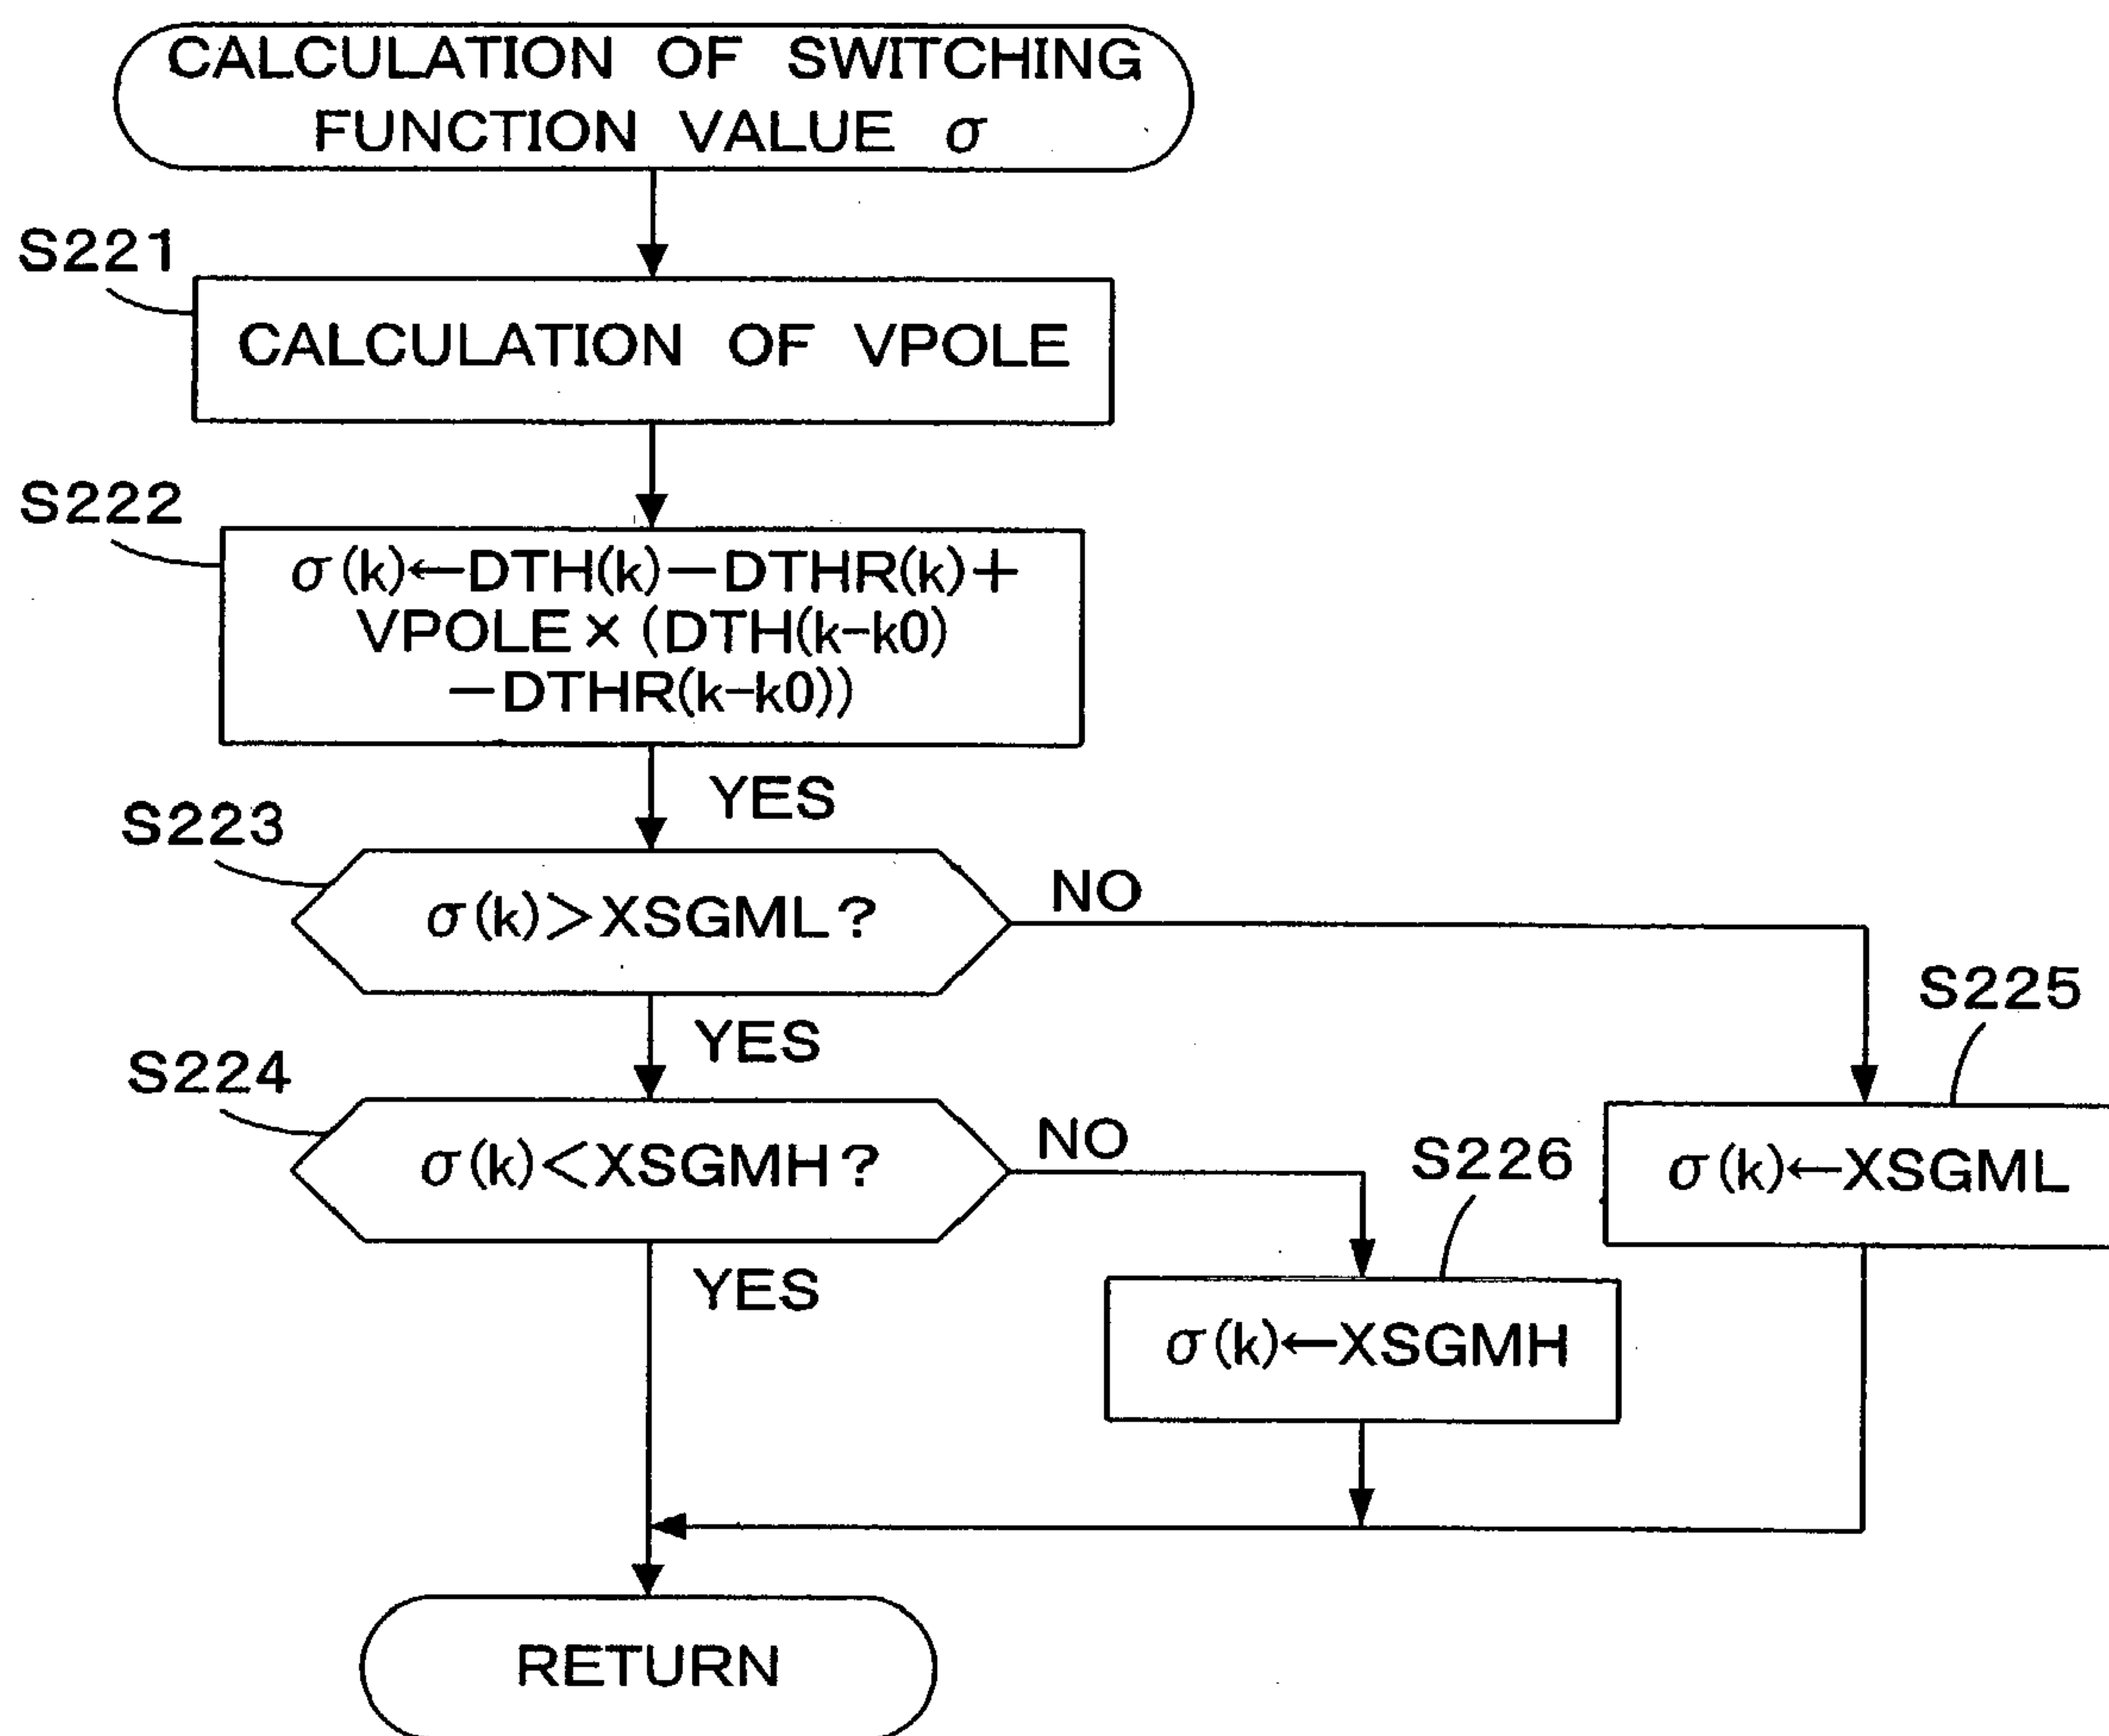 CALCULATION OF SWITCHING
FUNCTION VALUE σ
S221
CALCULATION OF VPOLE
S222
σ(k)←DTH(k)−DTHR(k)+
VPOLE×(DTH(k-k0)
−DTHR(k-k0))
YES
S223
σ(k)>XSGML?
NO
YES
S224
σ(k)<XSGMH?
NO
YES
S225
σ(k)←XSGML
S226
σ(k)←XSGMH
RETURN